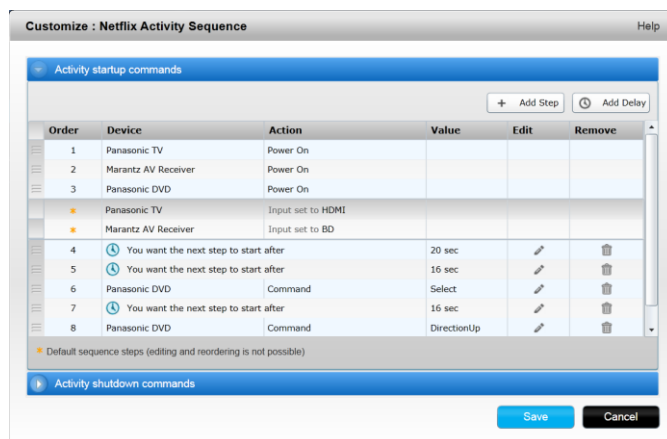 Customize : Netflix Activity Sequence Help
Activity startup commands
+ Add Step Add Delay
Order Device Action Value Edit Remove
1 Panasonic TV Power On
2 Marantz AV Receiver Power On
3 Panasonic DVD Power On
* Panasonic TV Input set to HDMI
* Marantz AV Receiver Input set to BD
4 You want the next step to start after 20 sec
5 You want the next step to start after 16 sec
6 Panasonic DVD Command Select
7 You want the next step to start after 16 sec
8 Panasonic DVD Command DirectionUp
* Default sequence steps (editing and reordering is not possible)
Activity shutdown commands
Save Cancel